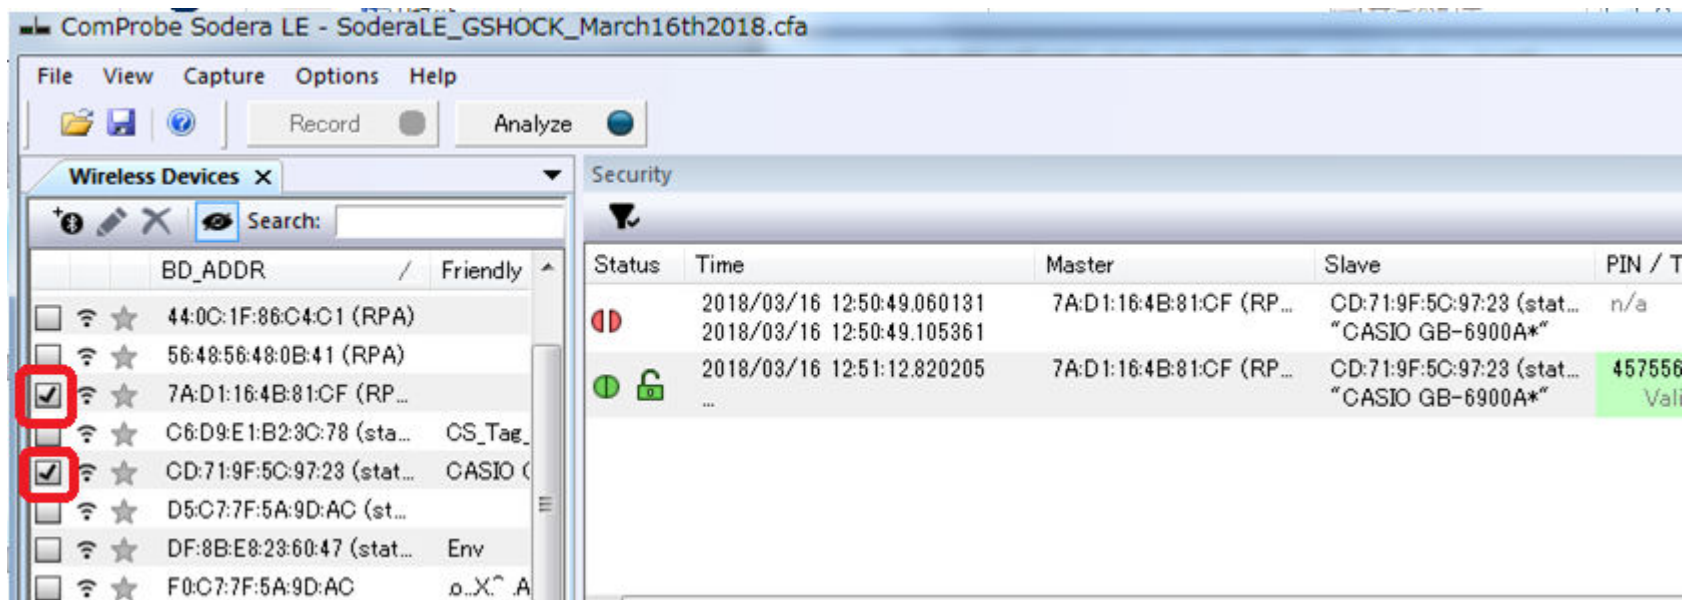 ComProbe Sodera LE - SoderaLE_GSHOCK_March16th2018.cfa
File View Capture Options Help
Record Analyze
Wireless Devices
Search:
BD_ADDR / Friendly
44:0C:1F:86:C4:C1 (RPA)
56:48:56:48:0B:41 (RPA)
7A:D1:16:4B:81:CF (RP...
C6:D9:E1:B2:3C:78 (sta... CS_Tag_
CD:71:9F:5C:97:23 (stat... CASIO (
D5:C7:7F:5A:9D:AC (st...
DF:8B:E8:23:60:47 (stat... Env
F0:C7:7F:5A:9D:AC .o..X.^ .A
Security
Status Time Master Slave PIN / T
2018/03/16 12:50:49.060131 7A:D1:16:4B:81:CF (RP... CD:71:9F:5C:97:23 (stat... n/a
2018/03/16 12:50:49.105361 "CASIO GB-6900A*"
2018/03/16 12:51:12.820205 7A:D1:16:4B:81:CF (RP... CD:71:9F:5C:97:23 (stat...457556
... "CASIO GB-6900A*" Vali